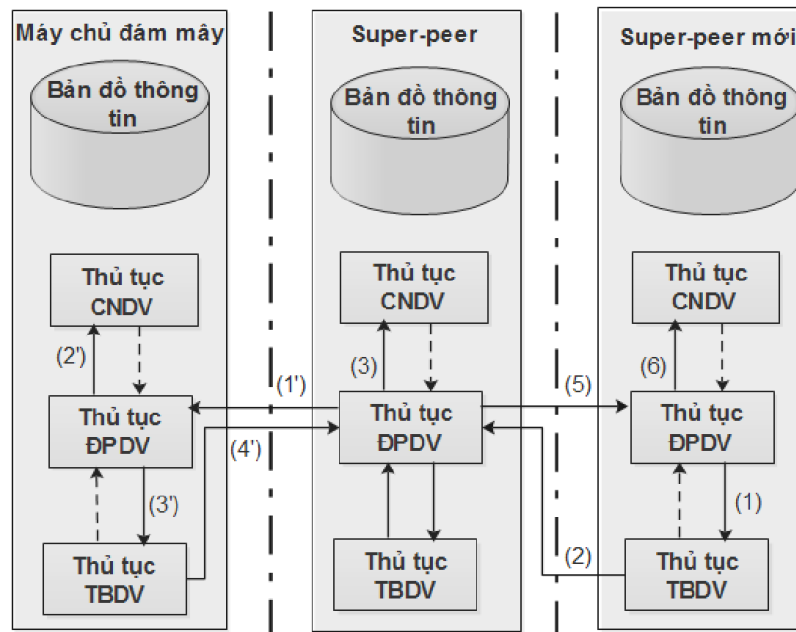 Máy chủ đám mây
Bản đồ thông
tin
Thủ tục
CNDV
(2')
Thủ tục
ĐPDV
(3')
Thủ tục
TBDV
(1')
(4')
Super-peer
Bản đồ thông
tin
Thủ tục
CNDV
(3)
Thủ tục
ĐPDV
Thủ tục
TBDV
(5)
(2)
Super-peer mới
Bản đồ thông
tin
Thủ tục
CNDV
(6)
Thủ tục
ĐPDV
(1)
Thủ tục
TBDV